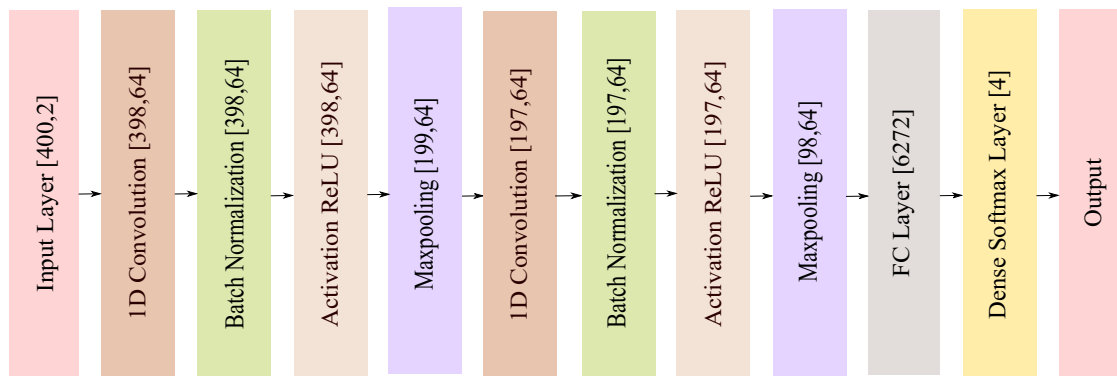 Input Layer [400,2]
1D Convolution [398,64]
Batch Normalization [398,64]
Activation ReLU [398,64]
Maxpooling [199,64]
1D Convolution [197,64]
Batch Normalization [197,64]
Activation ReLU [197,64]
Maxpooling [98,64]
FC Layer [6272]
Dense Softmax Layer [4]
Output